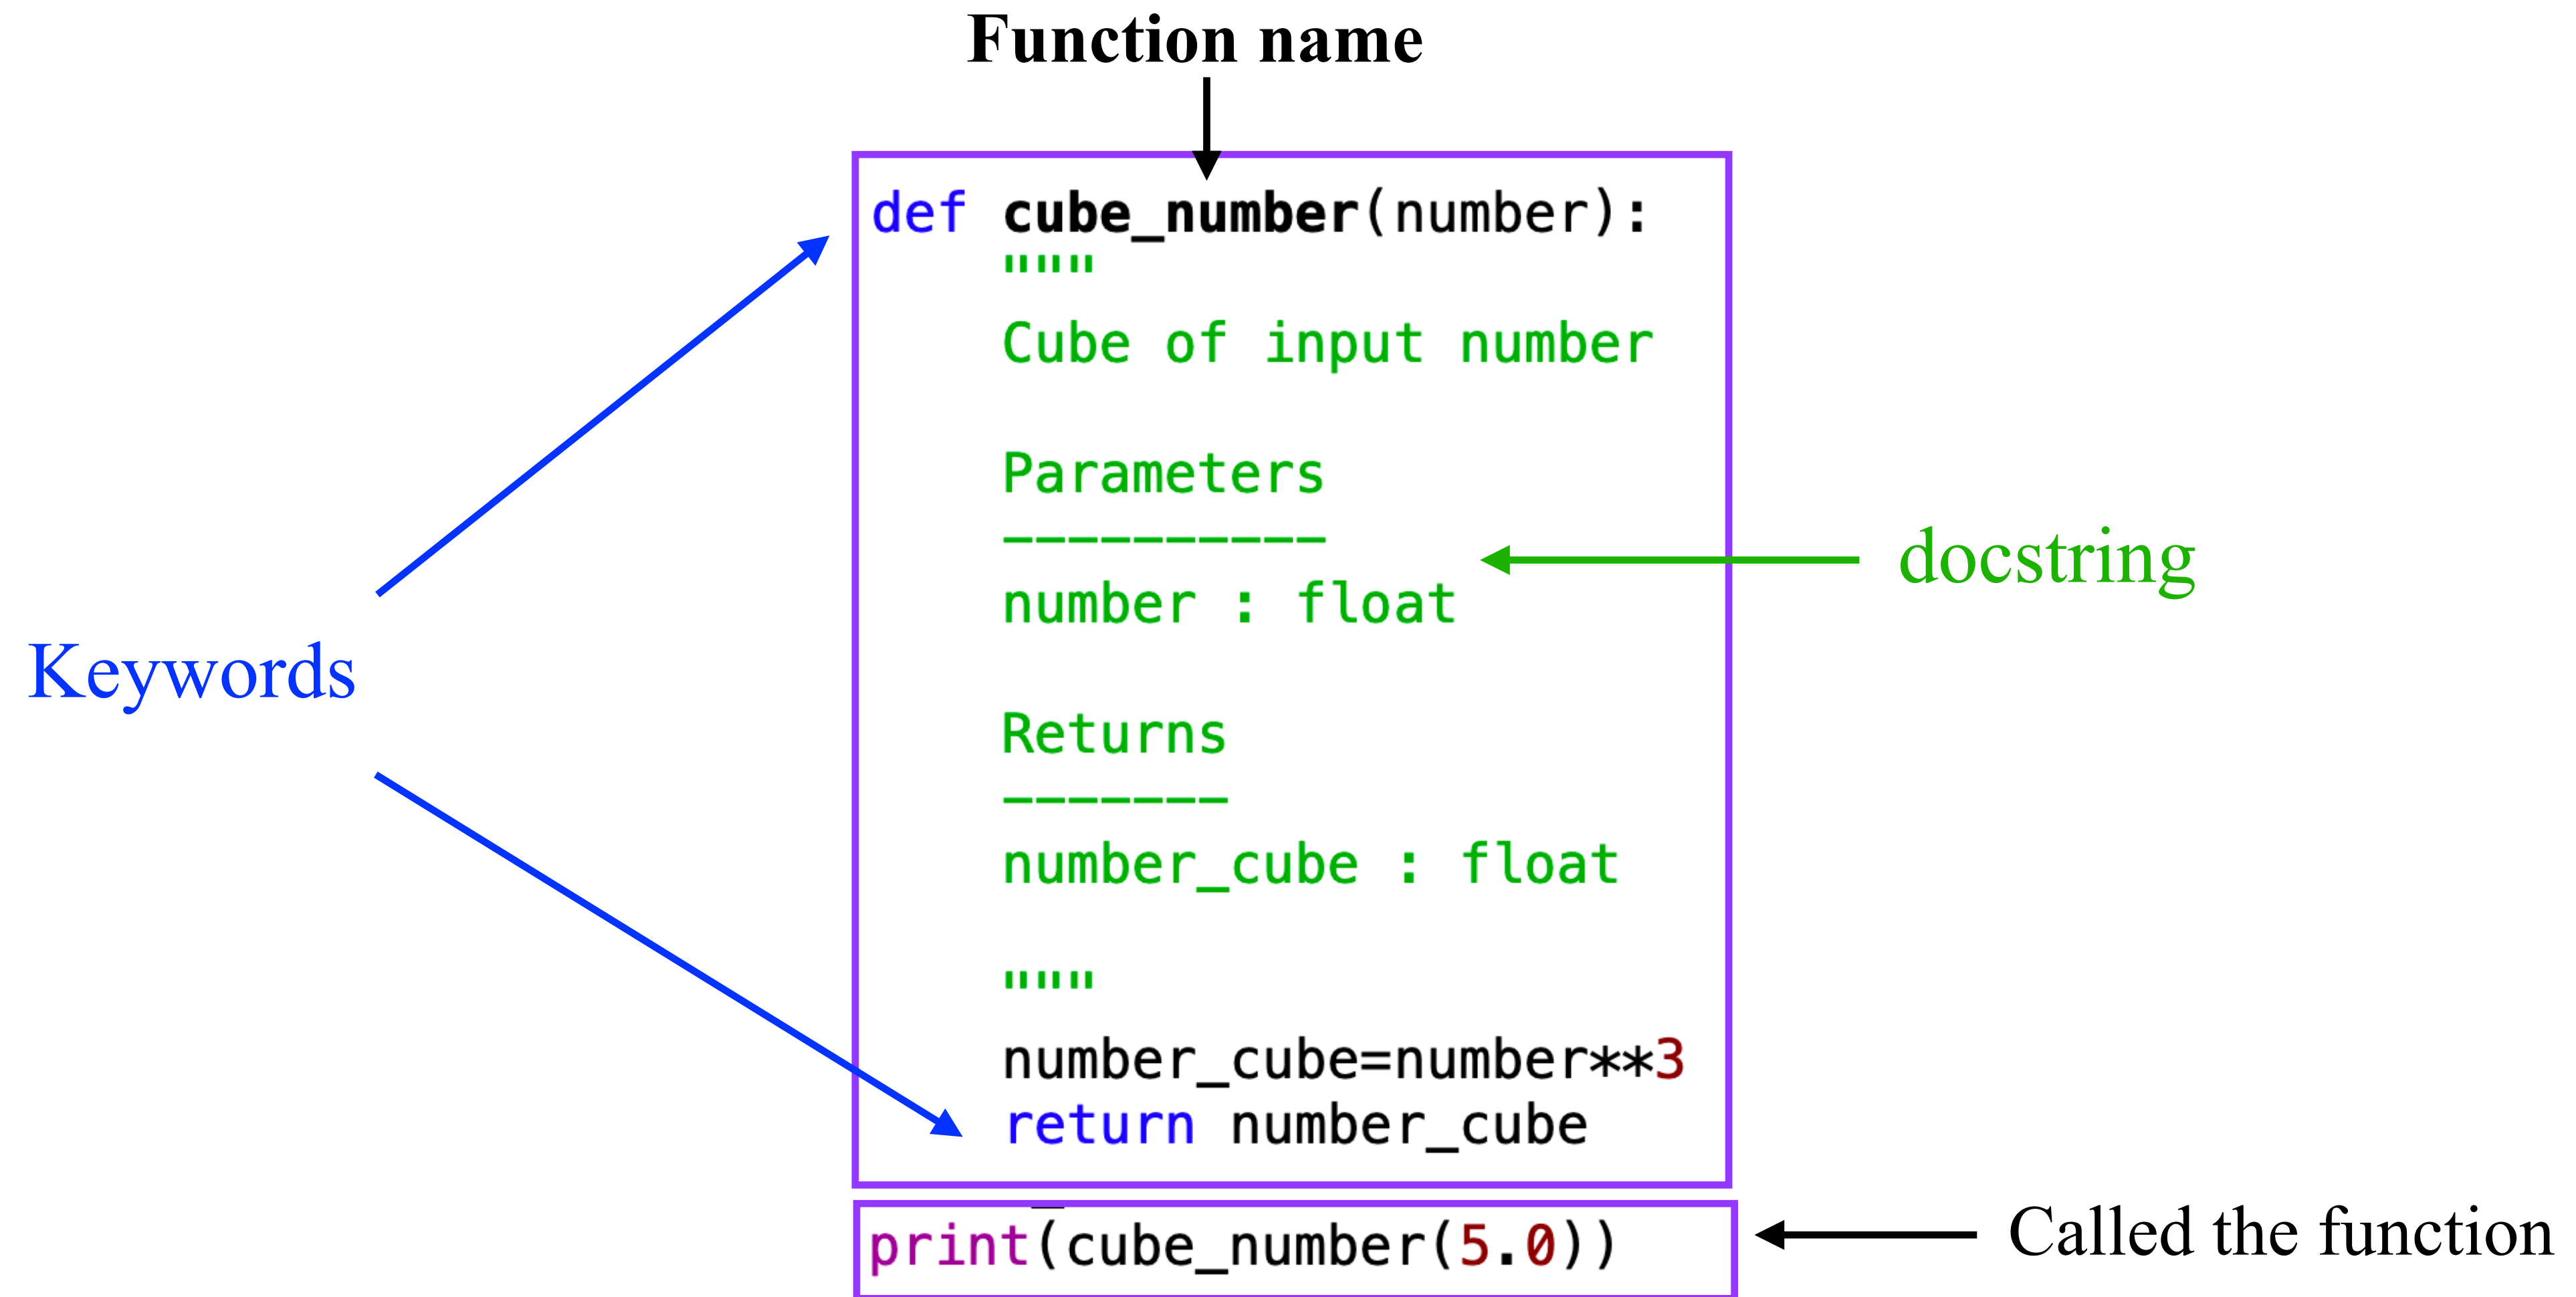 Function name
def cube_number(number):
"""
Cube of input number
Parameters
----------
number : float
docstring
Keywords
Returns
-------
number_cube : float
"""
number_cube=number**3
return number_cube
print(cube_number(5.0))
Called the function